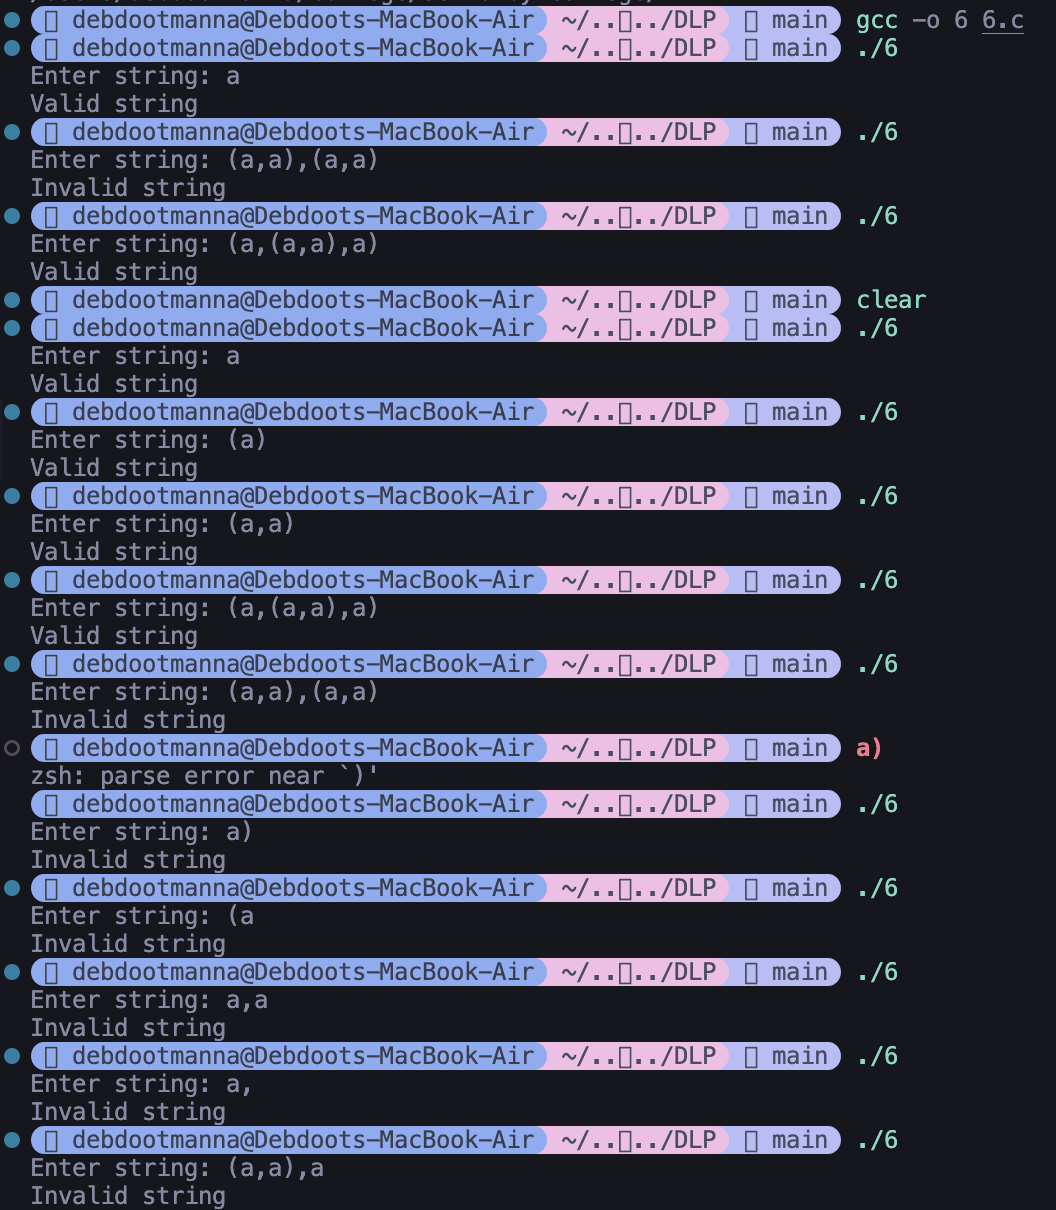 debdootmanna@Debdoots-MacBook-Air ~/..▯../DLP ▯ main gcc -o 6 6.c
debdootmanna@Debdoots-MacBook-Air ~/..▯../DLP ▯ main ./6
Enter string: a
Valid string
debdootmanna@Debdoots-MacBook-Air ~/..▯../DLP ▯ main ./6
Enter string: (a,a),(a,a)
Invalid string
debdootmanna@Debdoots-MacBook-Air ~/..▯../DLP ▯ main ./6
Enter string: (a,(a,a),a)
Valid string
debdootmanna@Debdoots-MacBook-Air ~/..▯../DLP ▯ main clear
debdootmanna@Debdoots-MacBook-Air ~/..▯../DLP ▯ main ./6
Enter string: a
Valid string
debdootmanna@Debdoots-MacBook-Air ~/..▯../DLP ▯ main ./6
Enter string: (a)
Valid string
debdootmanna@Debdoots-MacBook-Air ~/..▯../DLP ▯ main ./6
Enter string: (a,a)
Valid string
debdootmanna@Debdoots-MacBook-Air ~/..▯../DLP ▯ main ./6
Enter string: (a,(a,a),a)
Valid string
debdootmanna@Debdoots-MacBook-Air ~/..▯../DLP ▯ main ./6
Enter string: (a,a),(a,a)
Invalid string
debdootmanna@Debdoots-MacBook-Air ~/..▯../DLP ▯ main a)
zsh: parse error near `)'
debdootmanna@Debdoots-MacBook-Air ~/..▯../DLP ▯ main ./6
Enter string: a)
Invalid string
debdootmanna@Debdoots-MacBook-Air ~/..▯../DLP ▯ main ./6
Enter string: (a
Invalid string
debdootmanna@Debdoots-MacBook-Air ~/..▯../DLP ▯ main ./6
Enter string: a,a
Invalid string
debdootmanna@Debdoots-MacBook-Air ~/..▯../DLP ▯ main ./6
Enter string: a,
Invalid string
debdootmanna@Debdoots-MacBook-Air ~/..▯../DLP ▯ main ./6
Enter string: (a,a),a
Invalid string